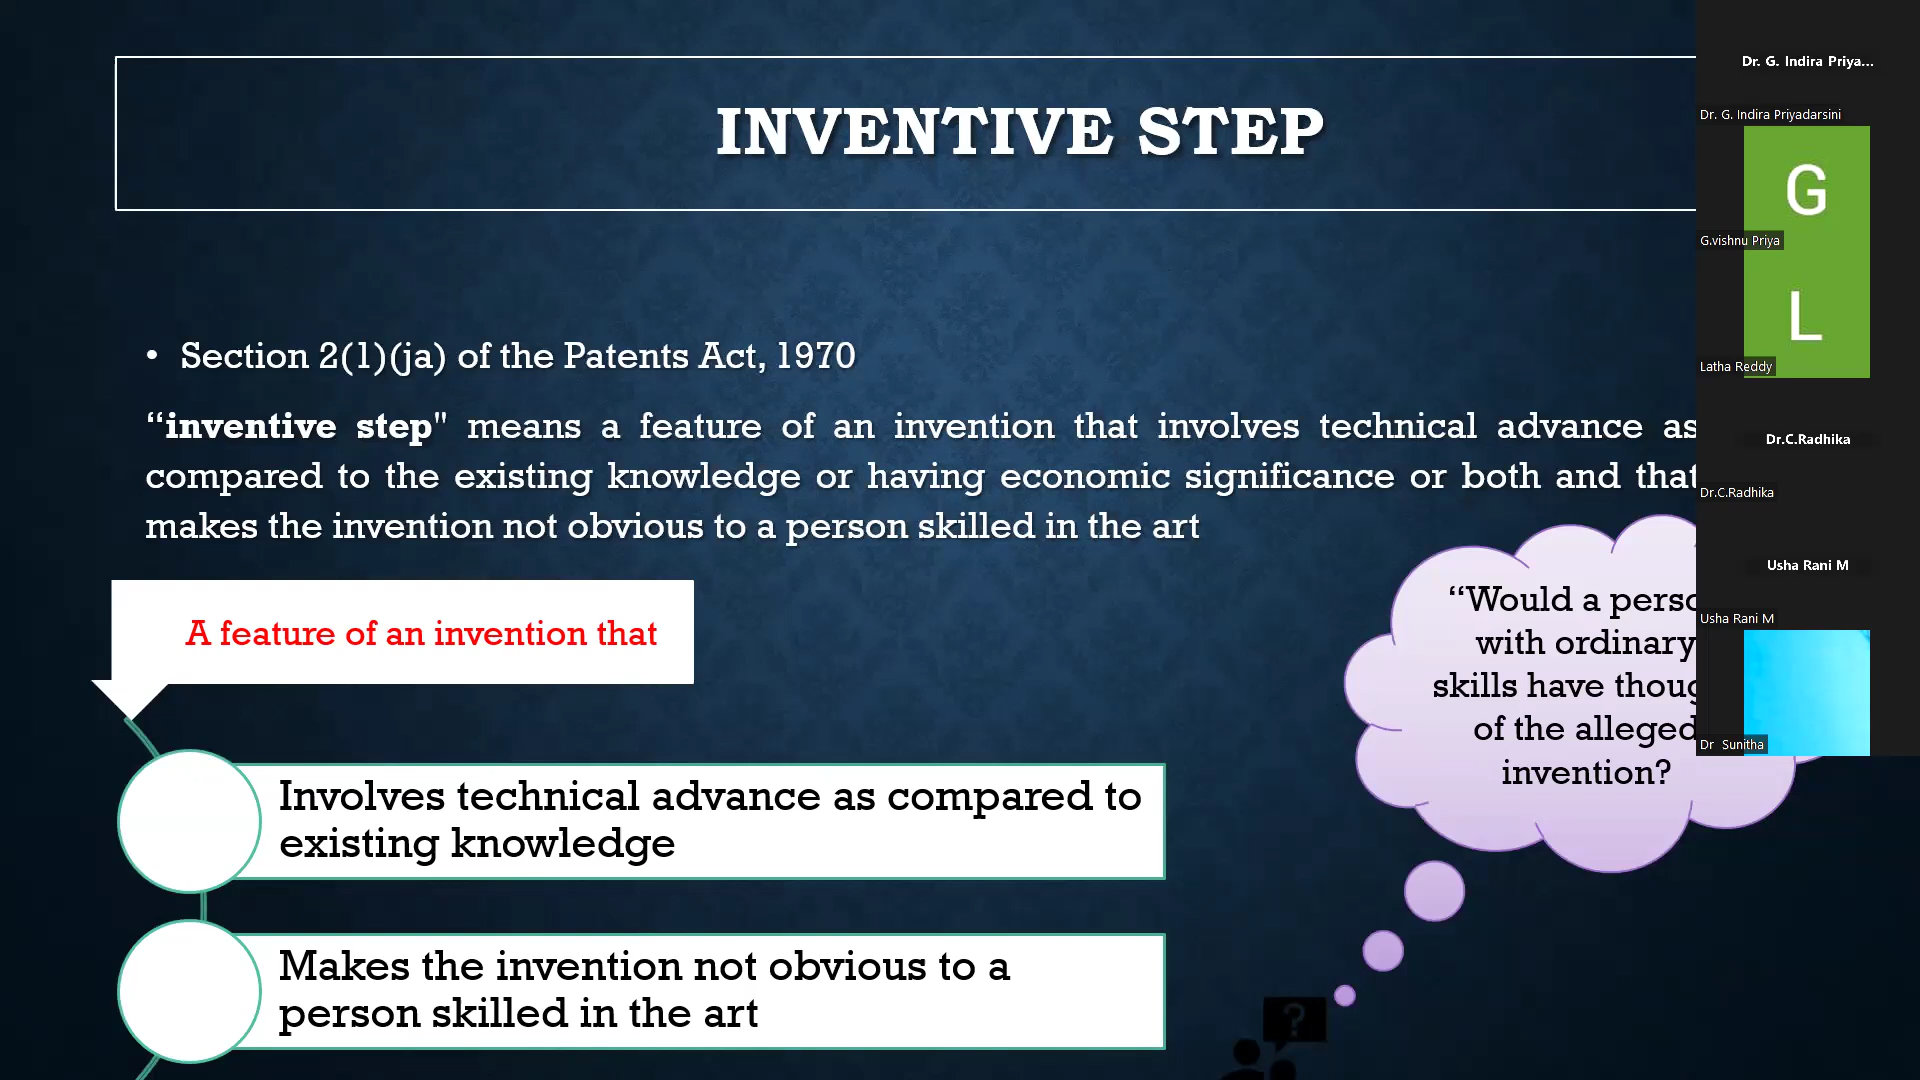 INVENTIVE STEP
• Section 2(1)(ja) of the Patents Act, 1970
“inventive step" means a feature of an invention that involves technical advance as
compared to the existing knowledge or having economic significance or both and that
makes the invention not obvious to a person skilled in the art
A feature of an invention that
Involves technical advance as compared to
existing knowledge
Makes the invention not obvious to a
person skilled in the art
“Would a
with ordinary
skills have
of the alleged
invention?
?
Dr. G. Indira Priya...
Dr. G. Indira Priyadarsini
G
G.vishnu Priya
L
Latha Reddy
Dr.C.Radhika
Dr.C.Radhika
Usha Rani M
Usha Rani M
Dr Sunitha